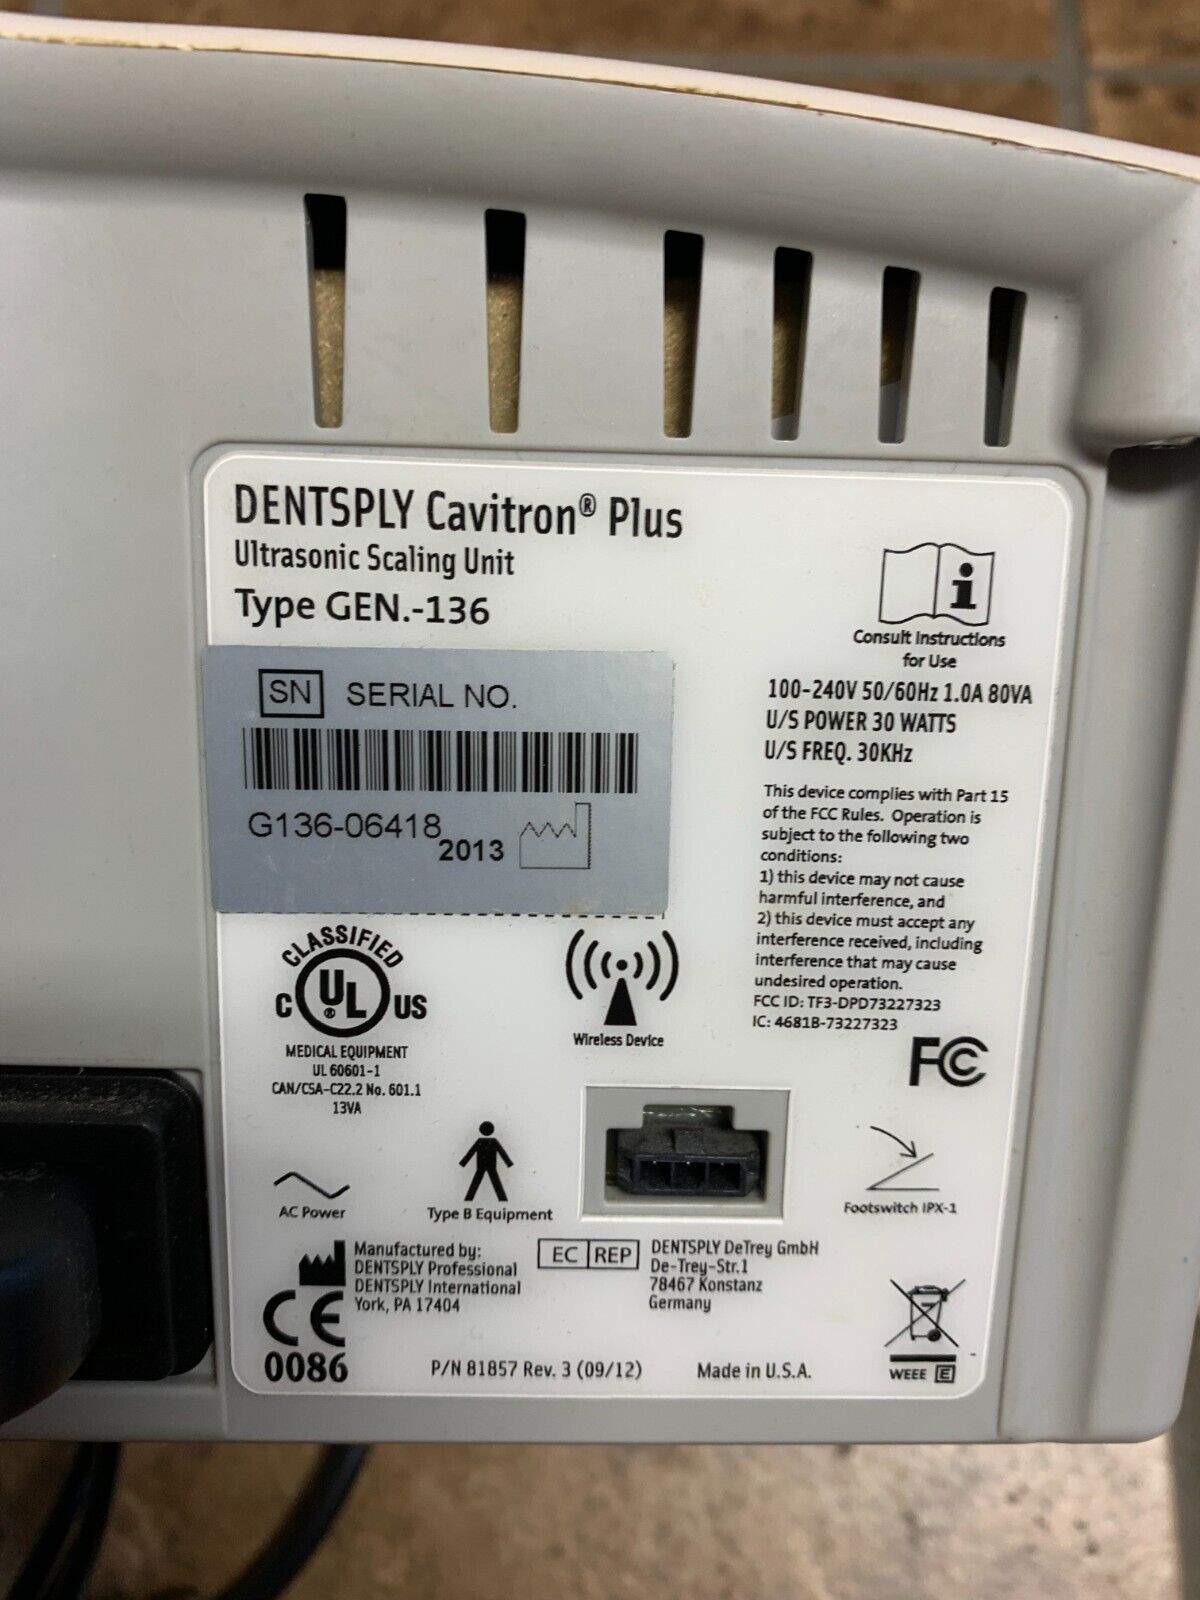 DENTSPLY Cavitron® Plus
Ultrasonic Scaling Unit
Type GEN.-136
SN SERIAL NO.
G136-06418
2013
Consult Instructions
for Use
100-240V 50/60Hz 1.0A 80VA
U/S POWER 30 WATTS
U/S FREQ. 30KHz
This device complies with Part 15
of the FCC Rules. Operation is
subject to the following two
conditions:
1) this device may not cause
harmful interference, and
2) this device must accept any
interference received, including
interference that may cause
undesired operation.
FCC ID: TF3-DPD73227323
IC: 4681B-73227323
FC
CLASSIFIED
C UL® US
MEDICAL EQUIPMENT
UL 60601-1
CAN/CSA-C22.2 No. 601.1
13VA
Wireless Device
AC Power
Type B Equipment
Footswitch IPX-1
Manufactured by:
DENTSPLY Professional
DENTSPLY International
York, PA 17404
EC REP
DENTSPLY DeTrey GmbH
De-Trey-Str.1
78467 Konstanz
Germany
CE
0086
P/N 81857 Rev. 3 (09/12)
Made in U.S.A.
WEEE E